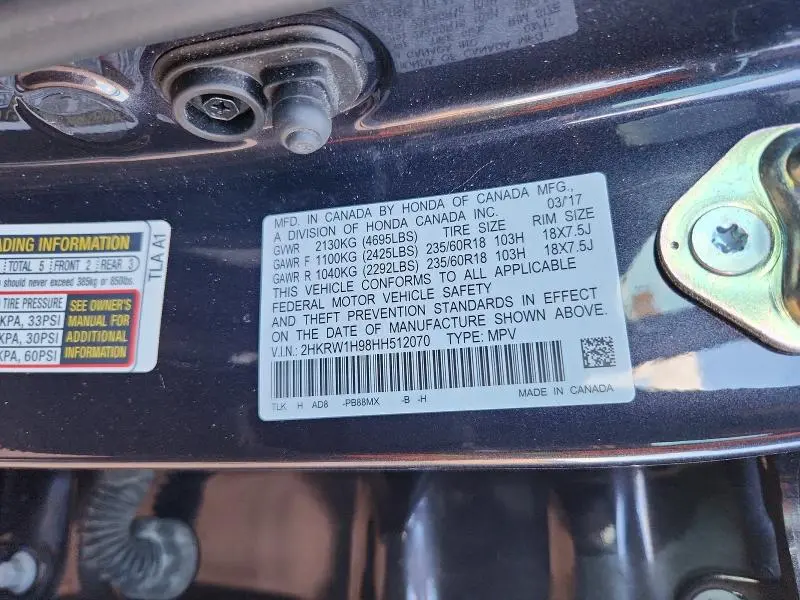 MFD. IN CANADA BY HONDA OF CANADA MFG.,
A DIVISION OF HONDA CANADA INC. 03/17
GVWR 2130KG (4695LBS) TIRE SIZE RIM SIZE
GAWR F 1100KG (2425LBS) 235/60R18 103H 18X7.5J
GAWR R 1040KG (2292LBS) 235/60R18 103H 18X7.5J
THIS VEHICLE CONFORMS TO ALL APPLICABLE
FEDERAL MOTOR VEHICLE SAFETY
AND THEFT PREVENTION STANDARDS IN EFFECT
ON THE DATE OF MANUFACTURE SHOWN ABOVE.
V.I.N.: 2HKRW1H98HH512070 TYPE: MPV
TLK H AD8 -PB88MX -B -H MADE IN CANADA
ADING INFORMATION
TOTAL 5 FRONT 2 REAR 3
should never exceed 385kg or 850lbs.
TIRE PRESSURE
KPA, 33PSI
KPA, 30PSI
KPA, 60PSI
SEE OWNER'S
MANUAL FOR
ADDITIONAL
INFORMATION
TLA A1